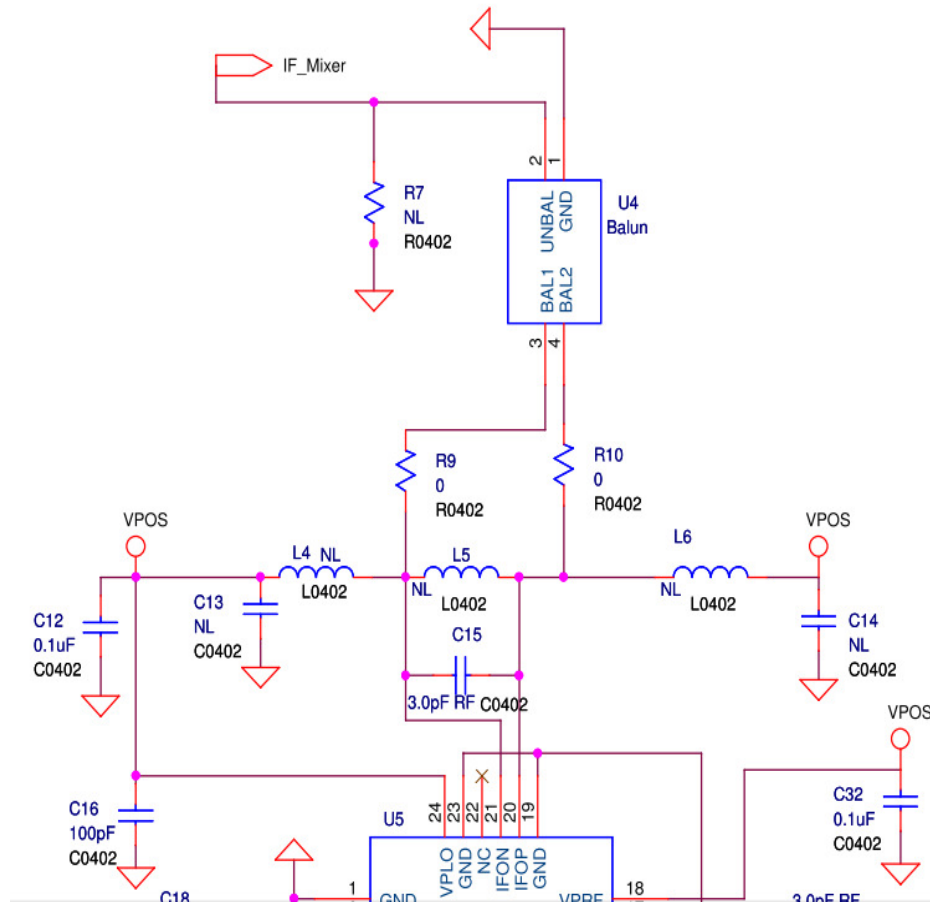 IF_Mixer
2
1
UNBAL
GND
U4
Balun
R7
NL
R0402
BAL1
BAL2
3
4
R9
0
R0402
R10
0
R0402
VPOS
L4 NL
L0402
L5
NL
L0402
L6
NL
L0402
VPOS
C12
0.1uF
C0402
C13
NL
C0402
C15
3.0pF RF
C0402
C14
NL
C0402
VPOS
C16
100pF
C0402
U5
24
23
22
21
20
19
VPLO
GND
NC
IFON
IFOP
GND
C32
0.1uF
C0402
C18
1
GND
VPRF
18
3.0pF RF